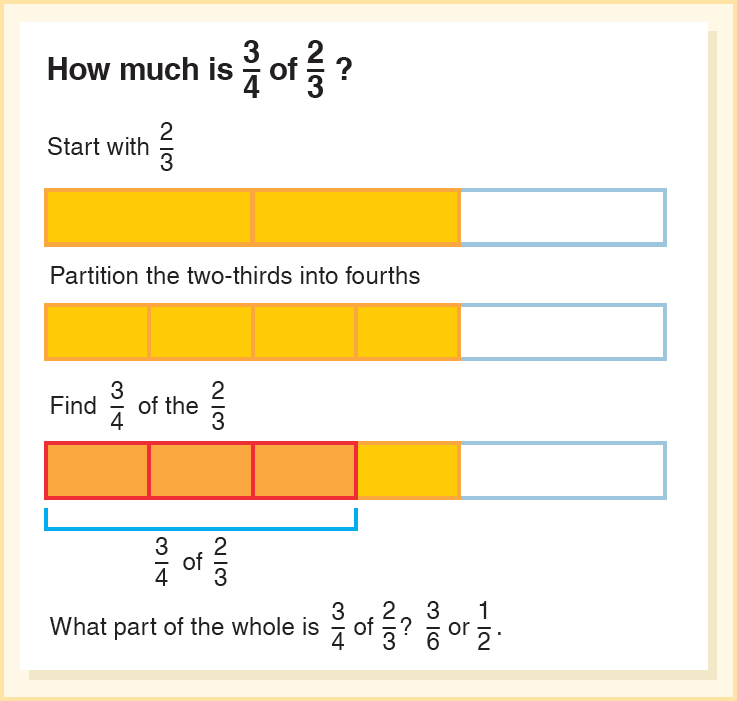 How much is 3/4 of 2/3 ?
Start with 2/3
Partition the two-thirds into fourths
Find 3/4 of the 2/3
3/4 of 2/3
What part of the whole is 3/4 of 2/3? 3/6 or 1/2.